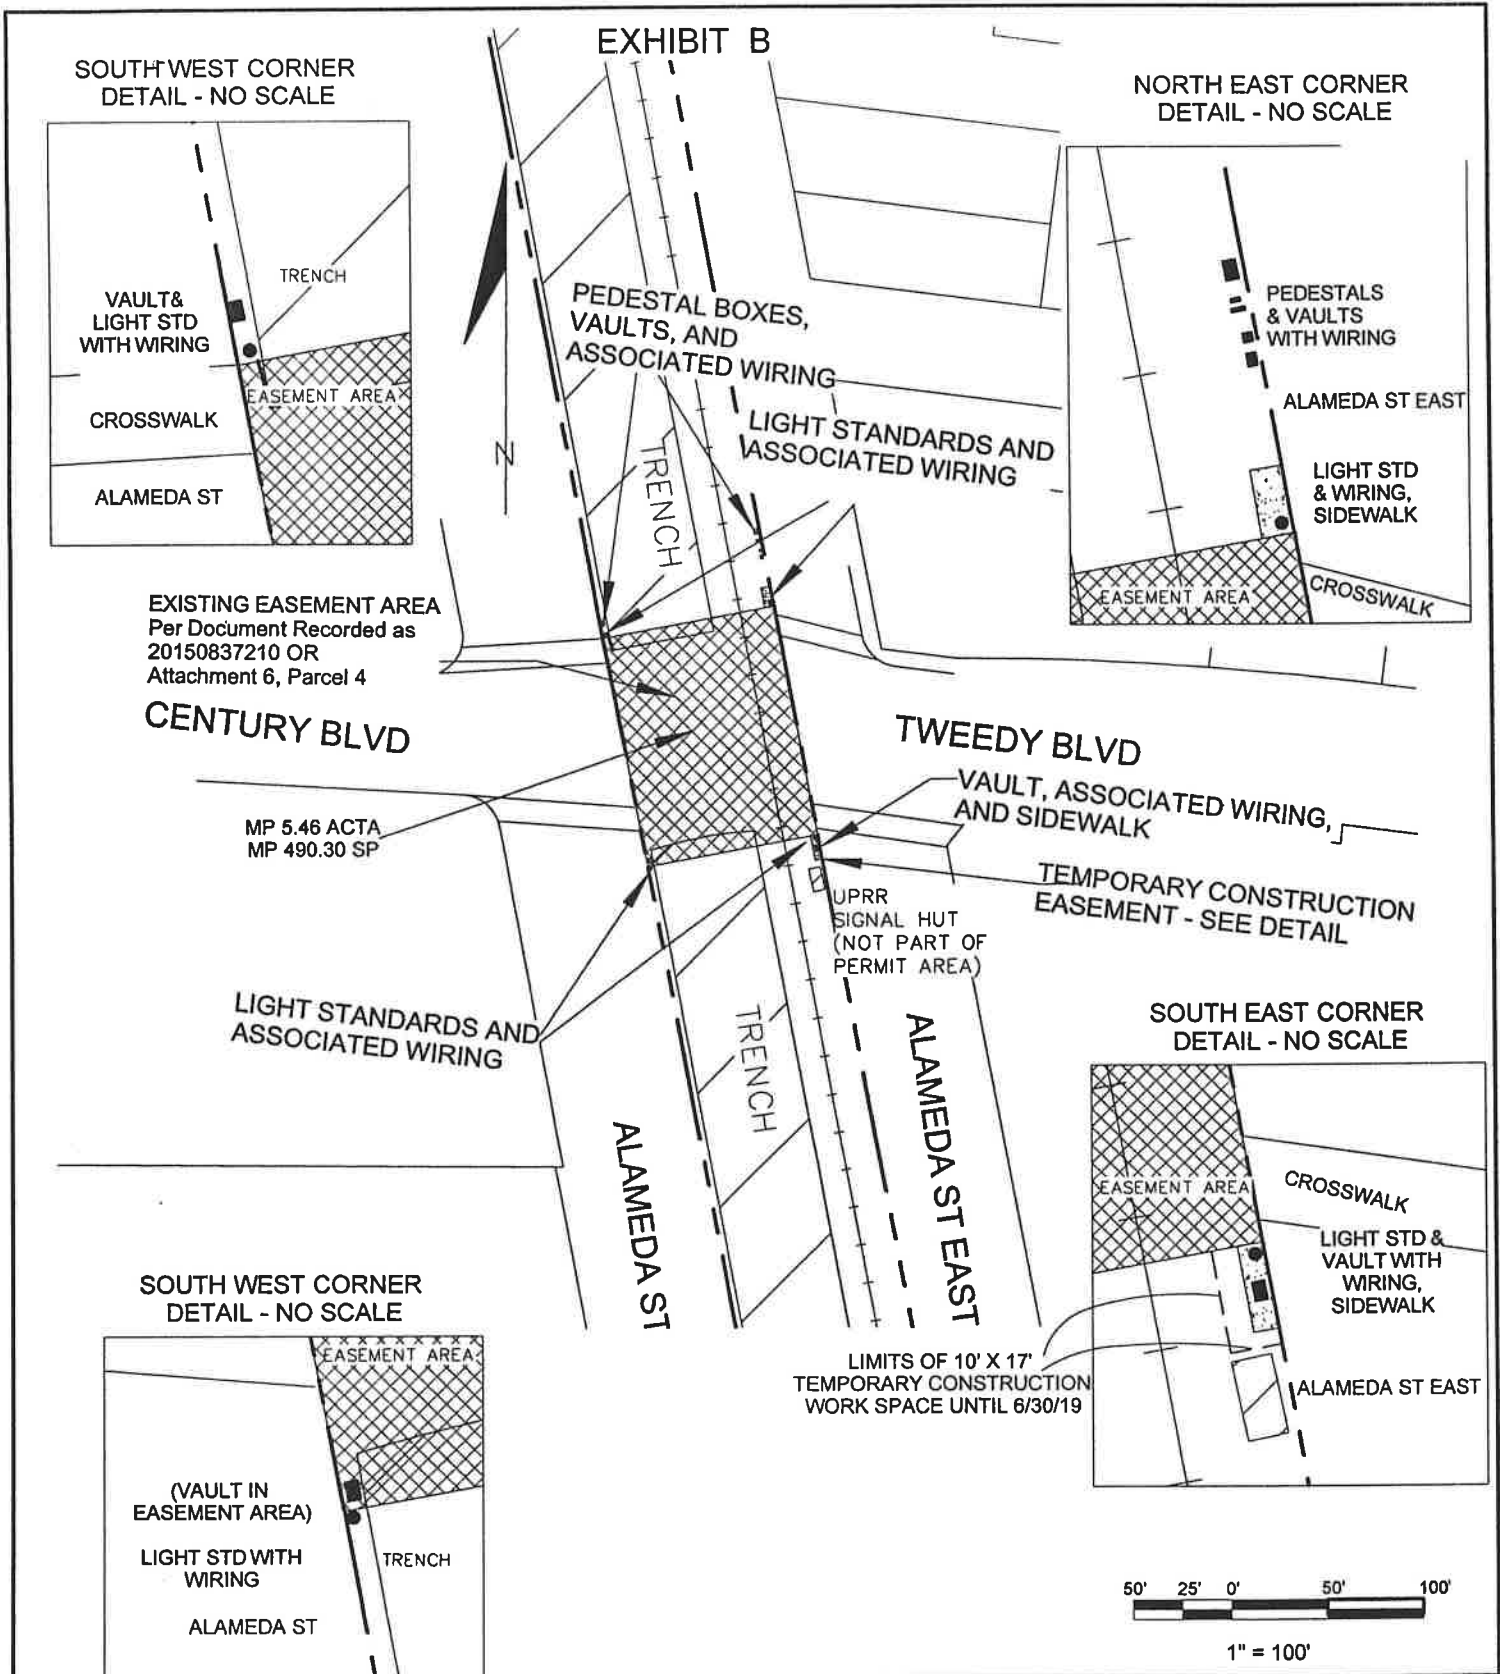 EXHIBIT B
SOUTH WEST CORNER
DETAIL - NO SCALE
VAULT&
LIGHT STD
WITH WIRING
TRENCH
EASEMENT AREA
CROSSWALK
ALAMEDA ST
NORTH EAST CORNER
DETAIL - NO SCALE
PEDESTALS
& VAULTS
WITH WIRING
ALAMEDA ST EAST
LIGHT STD
& WIRING,
SIDEWALK
EASEMENT AREA
CROSSWALK
PEDESTAL BOXES,
VAULTS, AND
ASSOCIATED WIRING
LIGHT STANDARDS AND
ASSOCIATED WIRING
N
TRENCH
EXISTING EASEMENT AREA
Per Document Recorded as
20150837210 OR
Attachment 6, Parcel 4
CENTURY BLVD
TWEEDY BLVD
MP 5.46 ACTA
MP 490.30 SP
VAULT, ASSOCIATED WIRING,
AND SIDEWALK
TEMPORARY CONSTRUCTION
EASEMENT - SEE DETAIL
UPRR
SIGNAL HUT
(NOT PART OF
PERMIT AREA)
LIGHT STANDARDS AND
ASSOCIATED WIRING
TRENCH
ALAMEDA ST
ALAMEDA ST EAST
SOUTH EAST CORNER
DETAIL - NO SCALE
EASEMENT AREA
CROSSWALK
LIGHT STD &
VAULT WITH
WIRING,
SIDEWALK
ALAMEDA ST EAST
LIMITS OF 10' X 17'
TEMPORARY CONSTRUCTION
WORK SPACE UNTIL 6/30/19
SOUTH WEST CORNER
DETAIL - NO SCALE
EASEMENT AREA
(VAULT IN
EASEMENT AREA)
LIGHT STD WITH
WIRING
TRENCH
ALAMEDA ST
50' 25' 0' 50' 100'
1" = 100'